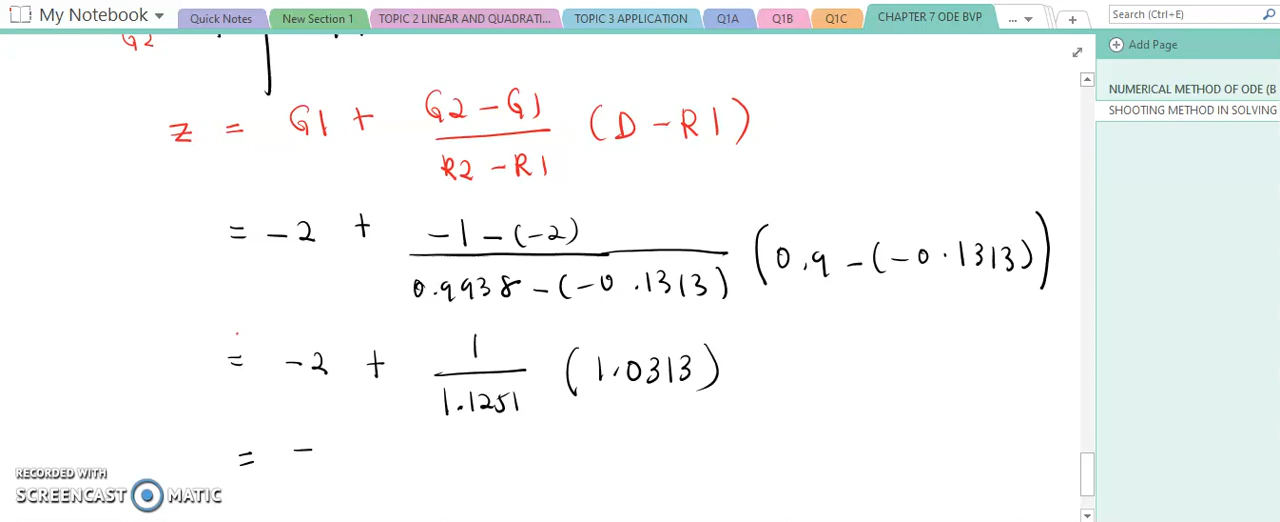 My Notebook
Quick Notes
New Section 1
TOPIC 2 LINEAR AND QUADRATI...
TOPIC 3 APPLICATION
Q1A
Q1B
Q1C
CHAPTER 7 ODE BVP
...
+
Search (Ctrl+E)
Add Page
NUMERICAL METHOD OF ODE (B
SHOOTING METHOD IN SOLVING
G2
z = G1 + G2 - G1 / R2 - R1 (D - R1)
= -2 + -1 - (-2) / 0.9938 - (-0.1313) (0.9 - (-0.1313))
= -2 + 1 / 1.1251 (1.0313)
= -
RECORDED WITH
SCREENCAST MATIC